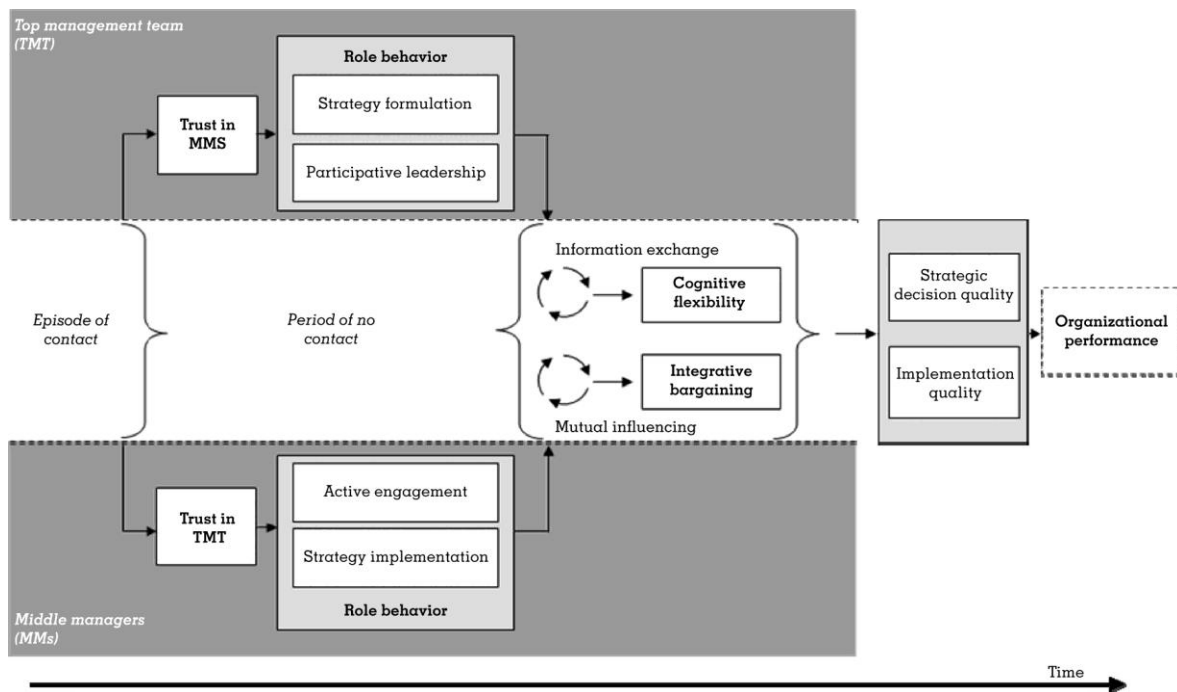 Top management team
(TMT)
Role behavior
Strategy formulation
Trust in
MMS
Participative leadership
Information exchange
Cognitive
flexibility
Strategic
decision quality
Episode of
contact
Period of no
contact
Organizational
performance
Integrative
bargaining
Implementation
quality
Mutual influencing
Active engagement
Trust in
TMT
Strategy implementation
Role behavior
Middle managers
(MMs)
Time